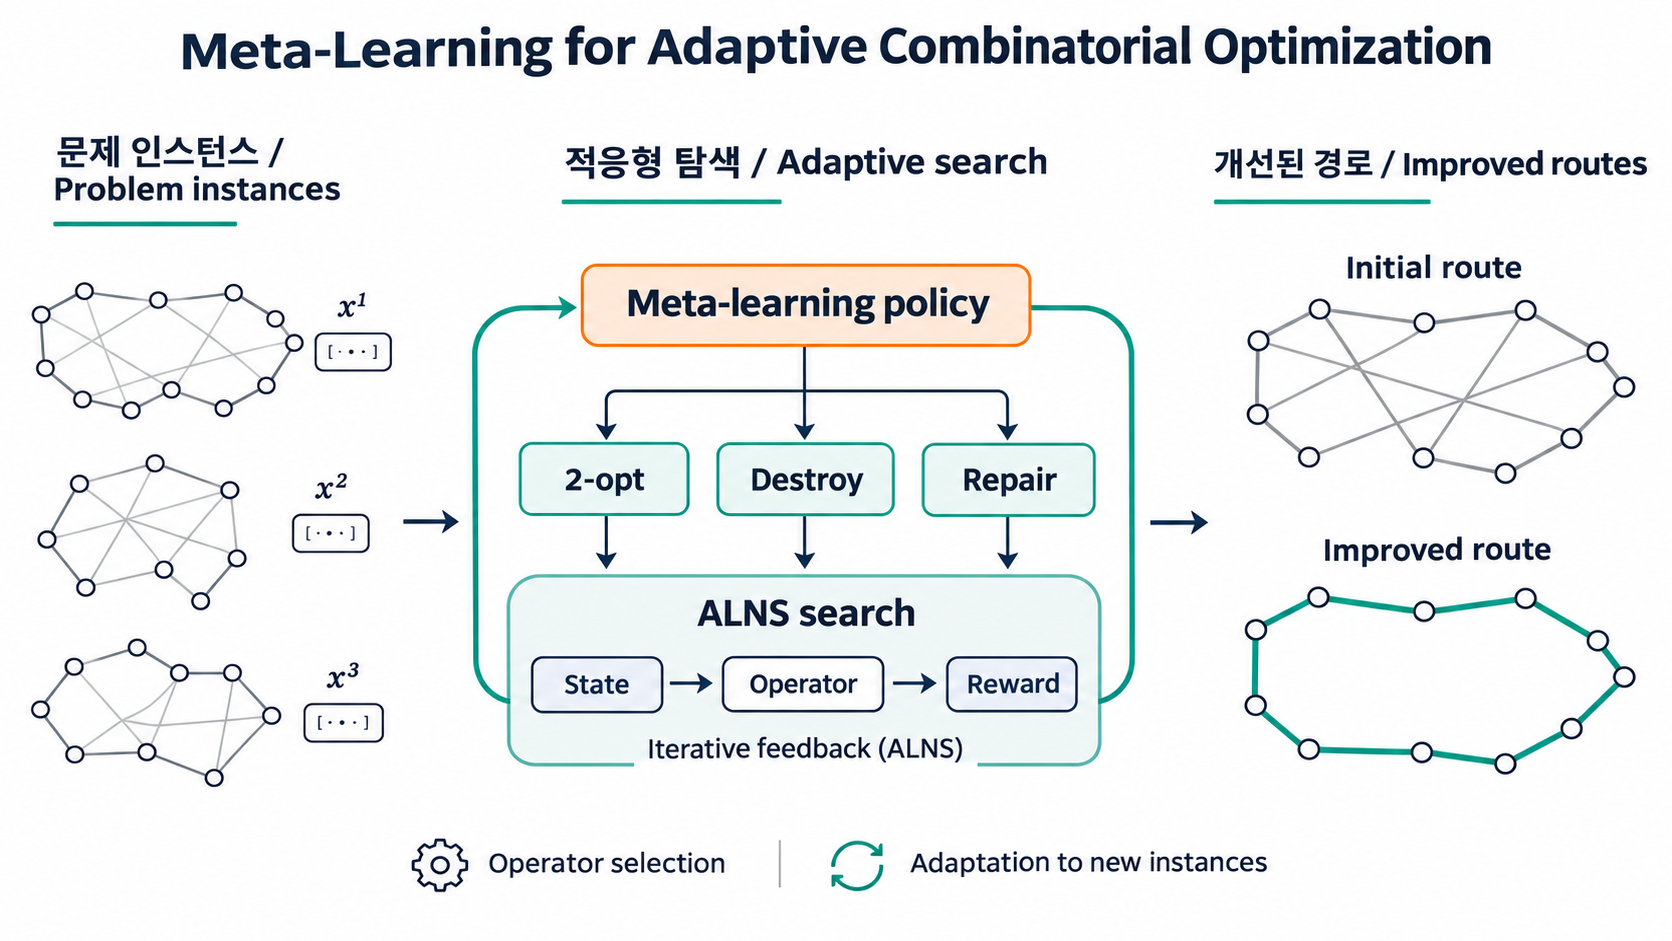 Meta-Learning for Adaptive Combinatorial Optimization
문제 인스턴스 /
Problem instances
적응형 탐색 / Adaptive search
개선된 경로 / Improved routes
x¹
[·•·]
x²
[·•·]
x³
[·•·]
Meta-learning policy
2-opt
Destroy
Repair
ALNS search
State
Operator
Reward
Iterative feedback (ALNS)
Initial route
Improved route
Operator selection
Adaptation to new instances